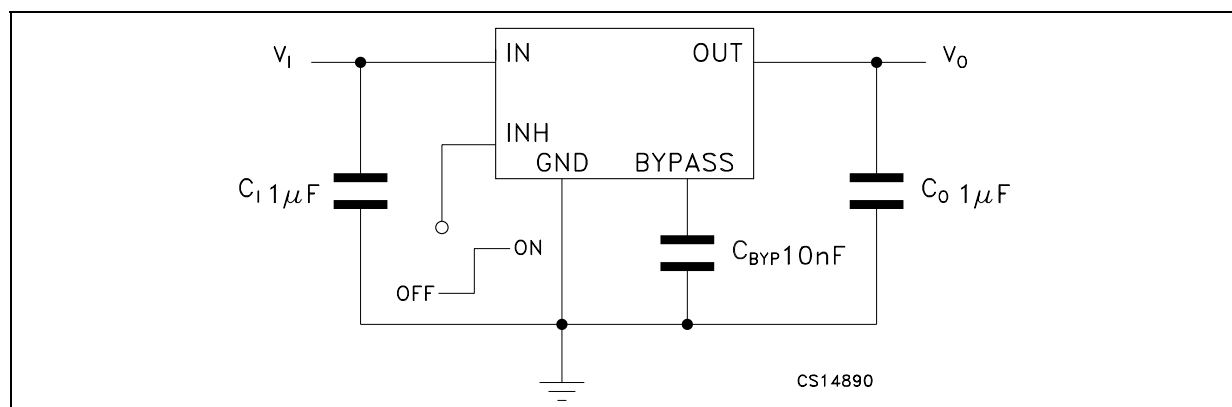 V_I IN OUT V_O
INH
GND BYPASS
C_I 1μF C_O 1μF
C_BYP 10nF
ON
OFF
CS14890